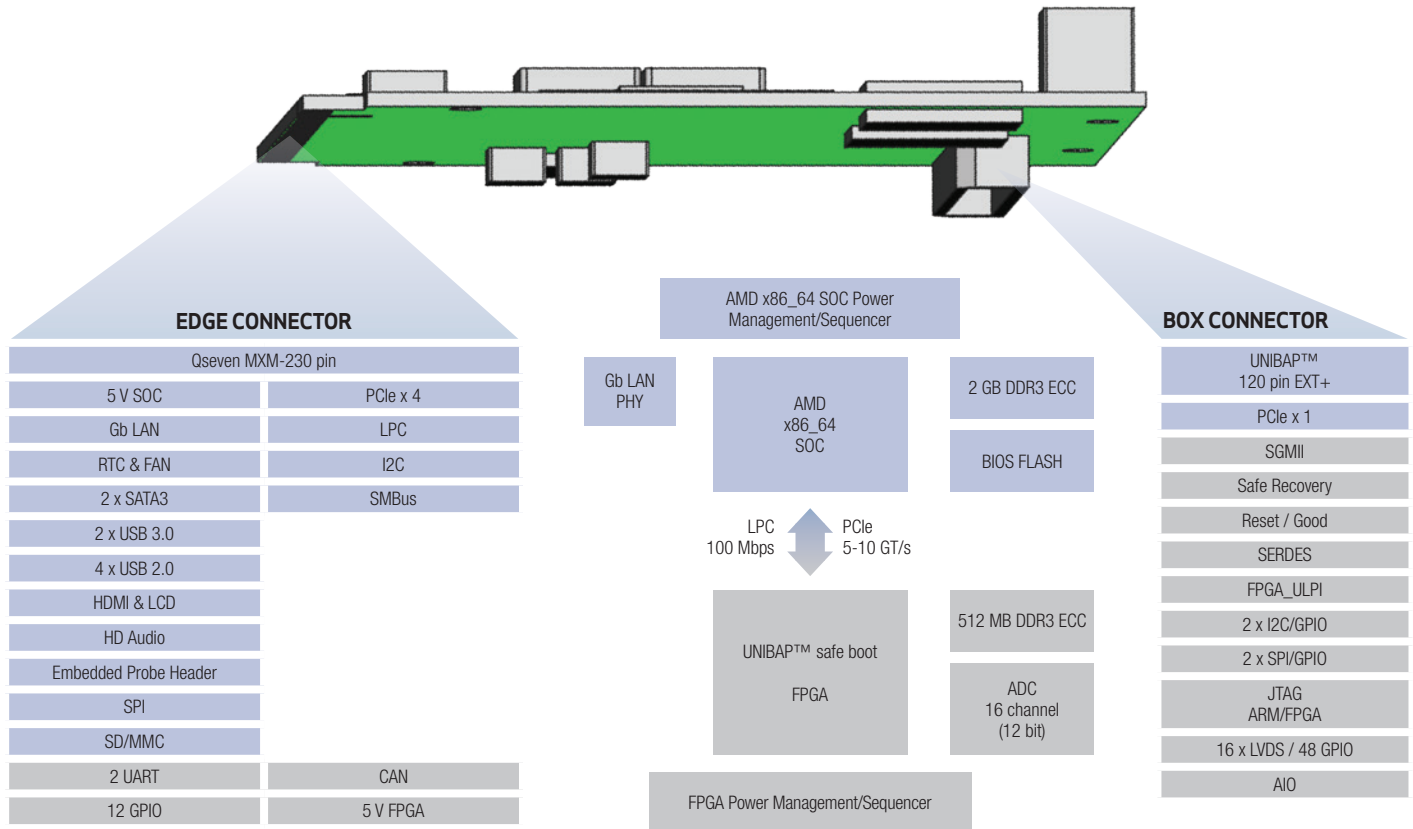 EDGE CONNECTOR
Qseven MXM-230 pin
5 V SOC
PCIe x 4
Gb LAN
LPC
RTC & FAN
I2C
2 x SATA3
SMBus
2 x USB 3.0
4 x USB 2.0
HDMI & LCD
HD Audio
Embedded Probe Header
SPI
SD/MMC
2 UART
CAN
12 GPIO
5 V FPGA
AMD x86_64 SOC Power
Management/Sequencer
Gb LAN
PHY
AMD
x86_64
SOC
2 GB DDR3 ECC
BIOS FLASH
LPC
100 Mbps
PCIe
5-10 GT/s
UNIBAP™ safe boot
FPGA
512 MB DDR3 ECC
ADC
16 channel
(12 bit)
FPGA Power Management/Sequencer
BOX CONNECTOR
UNIBAP™
120 pin EXT+
PCIe x 1
SGMII
Safe Recovery
Reset / Good
SERDES
FPGA_ULPI
2 x I2C/GPIO
2 x SPI/GPIO
JTAG
ARM/FPGA
16 x LVDS / 48 GPIO
AIO